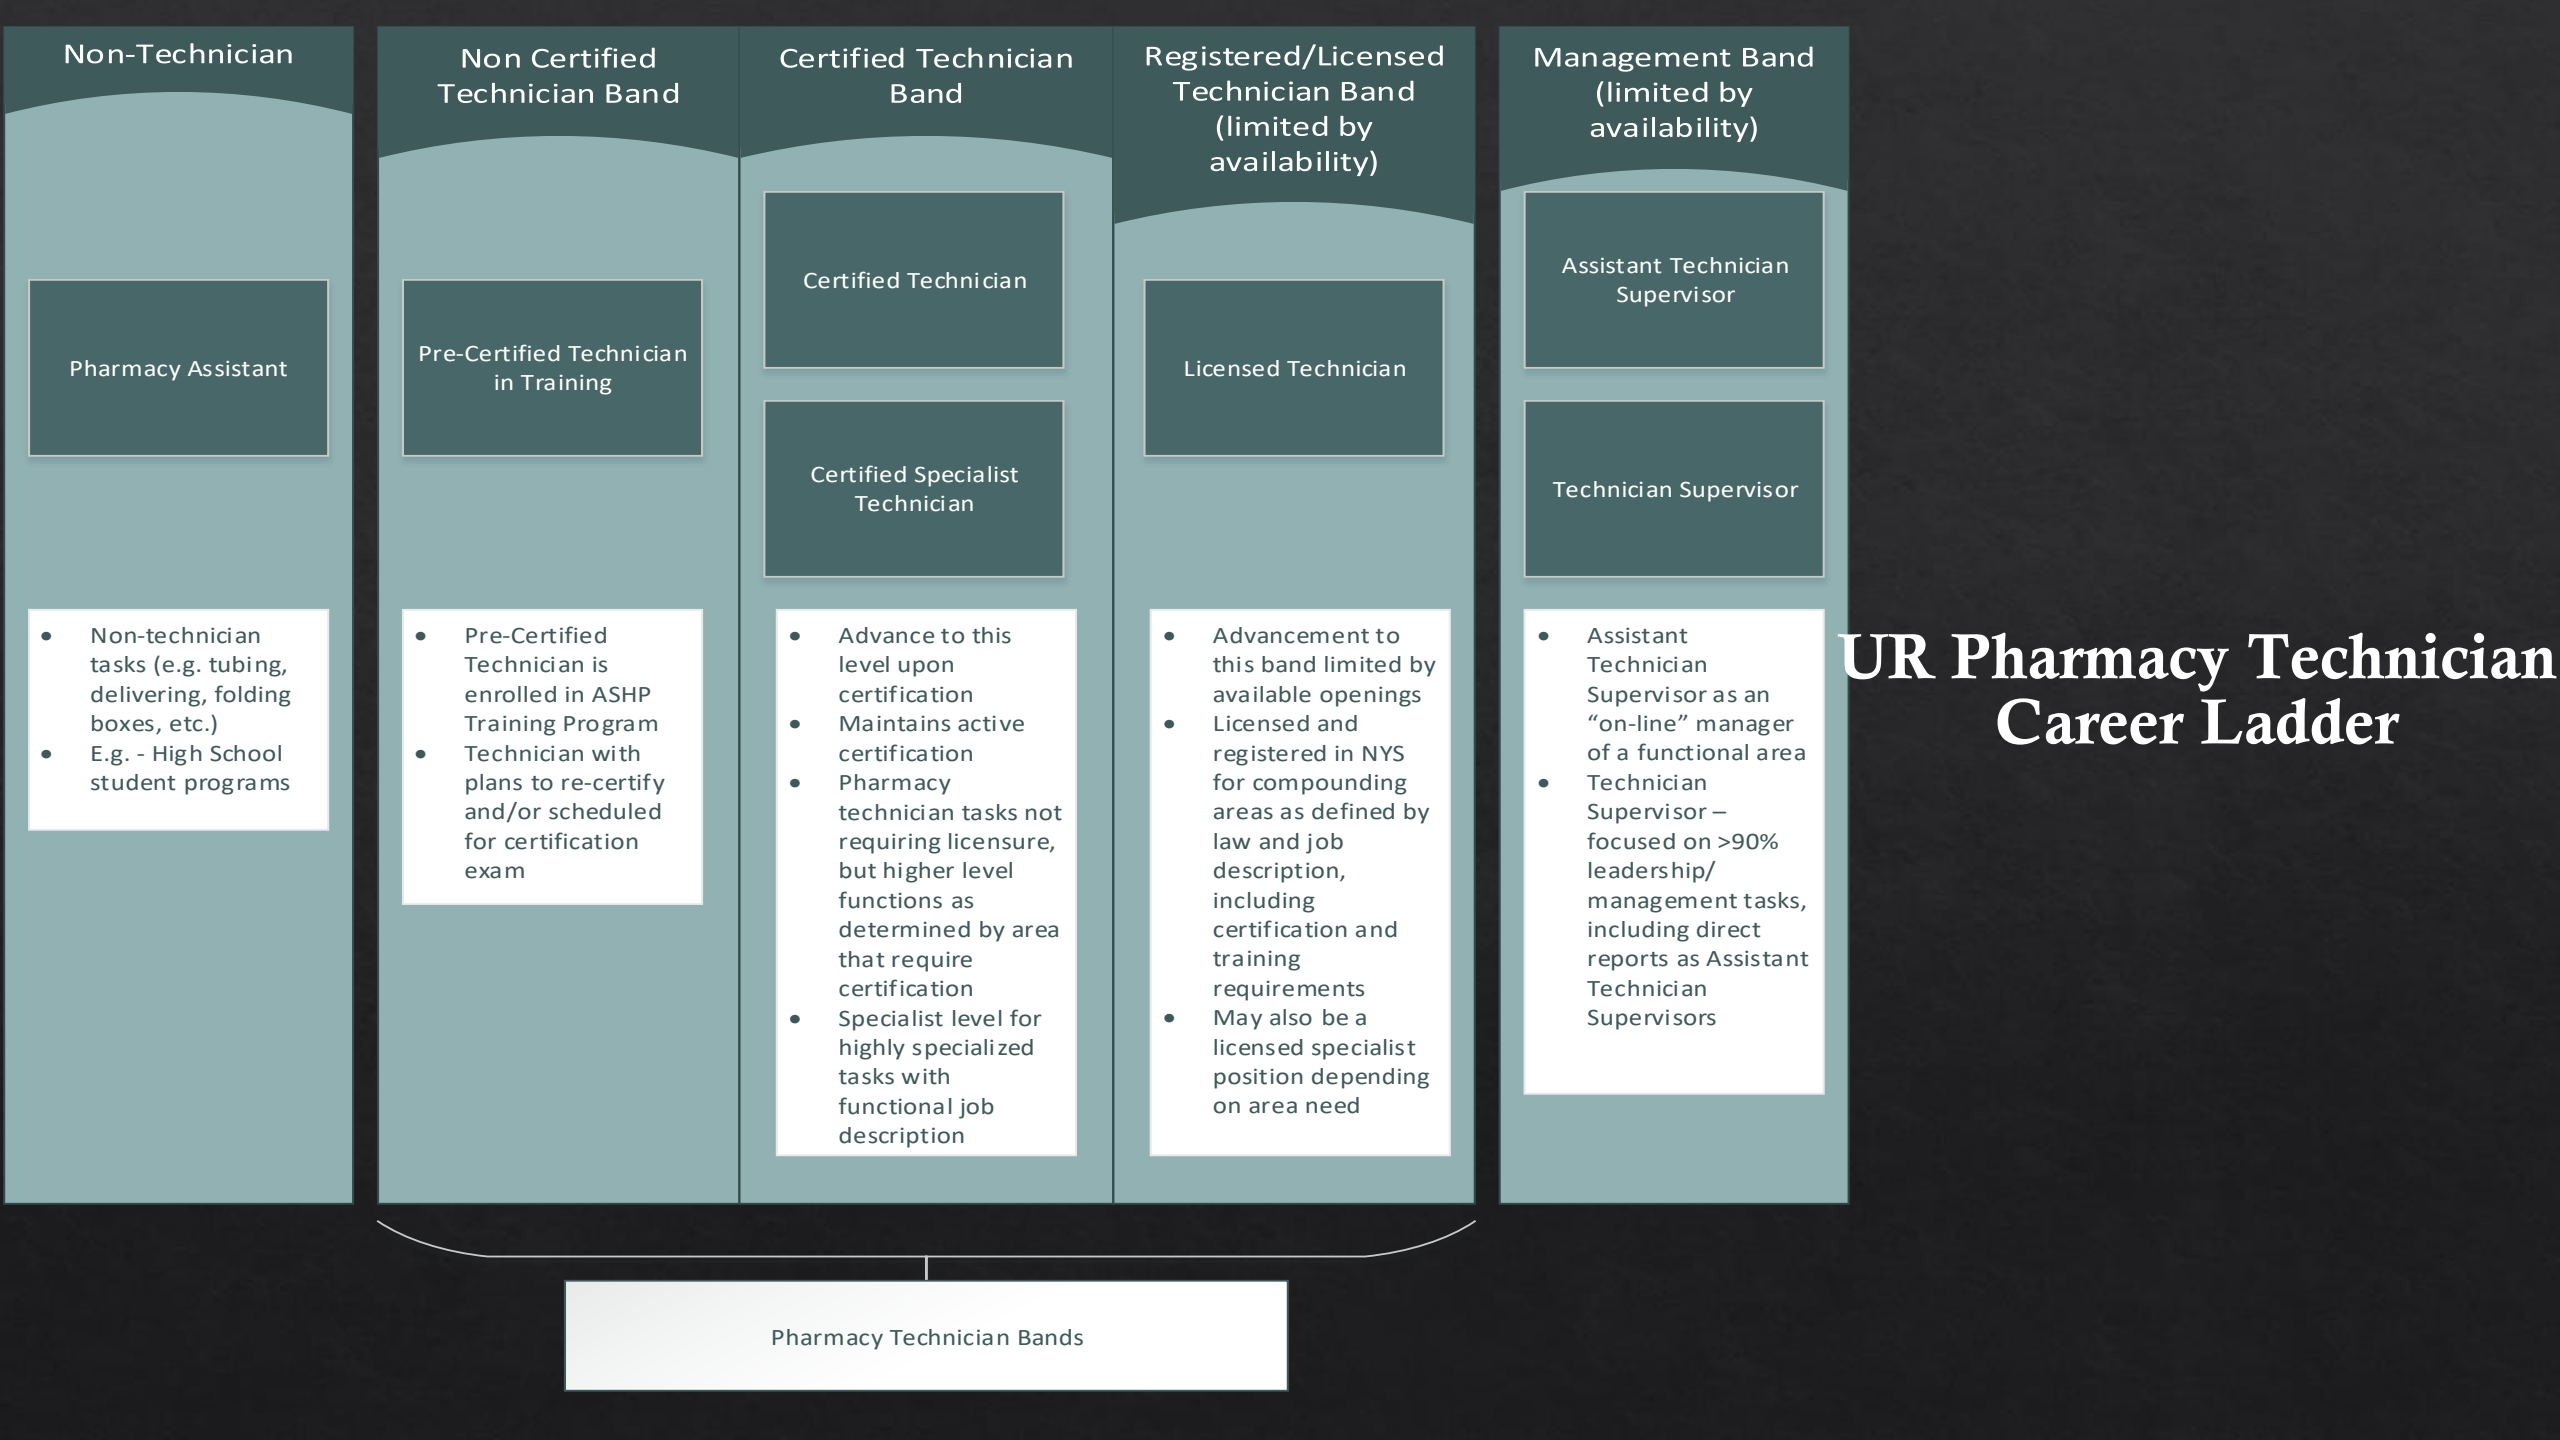 Non-Technician
Pharmacy Assistant
Non-technician
tasks (e.g. tubing,
delivering, folding
boxes, etc.)
E.g. - High School
student programs
Non Certified
Technician Band
Pre-Certified Technician
in Training
Pre-Certified
Technician is
enrolled in ASHP
Training Program
Technician with
plans to re-certify
and/or scheduled
for certification
exam
Certified Technician
Band
Certified Technician
Certified Specialist
Technician
Advance to this
level upon
certification
Maintains active
certification
Pharmacy
technician tasks not
requiring licensure,
but higher level
functions as
determined by area
that require
certification
Specialist level for
highly specialized
tasks with
functional job
description
Registered/Licensed
Technician Band
(limited by
availability)
Licensed Technician
Advancement to
this band limited by
available openings
Licensed and
registered in NYS
for compounding
areas as defined by
law and job
description,
including
certification and
training
requirements
May also be a
licensed specialist
position depending
on area need
Management Band
(limited by
availability)
Assistant Technician
Supervisor
Technician Supervisor
Assistant
Technician
Supervisor as an
“on-line” manager
of a functional area
Technician
Supervisor –
focused on >90%
leadership/
management tasks,
including direct
reports as Assistant
Technician
Supervisors
UR Pharmacy Technician
Career Ladder
Pharmacy Technician Bands